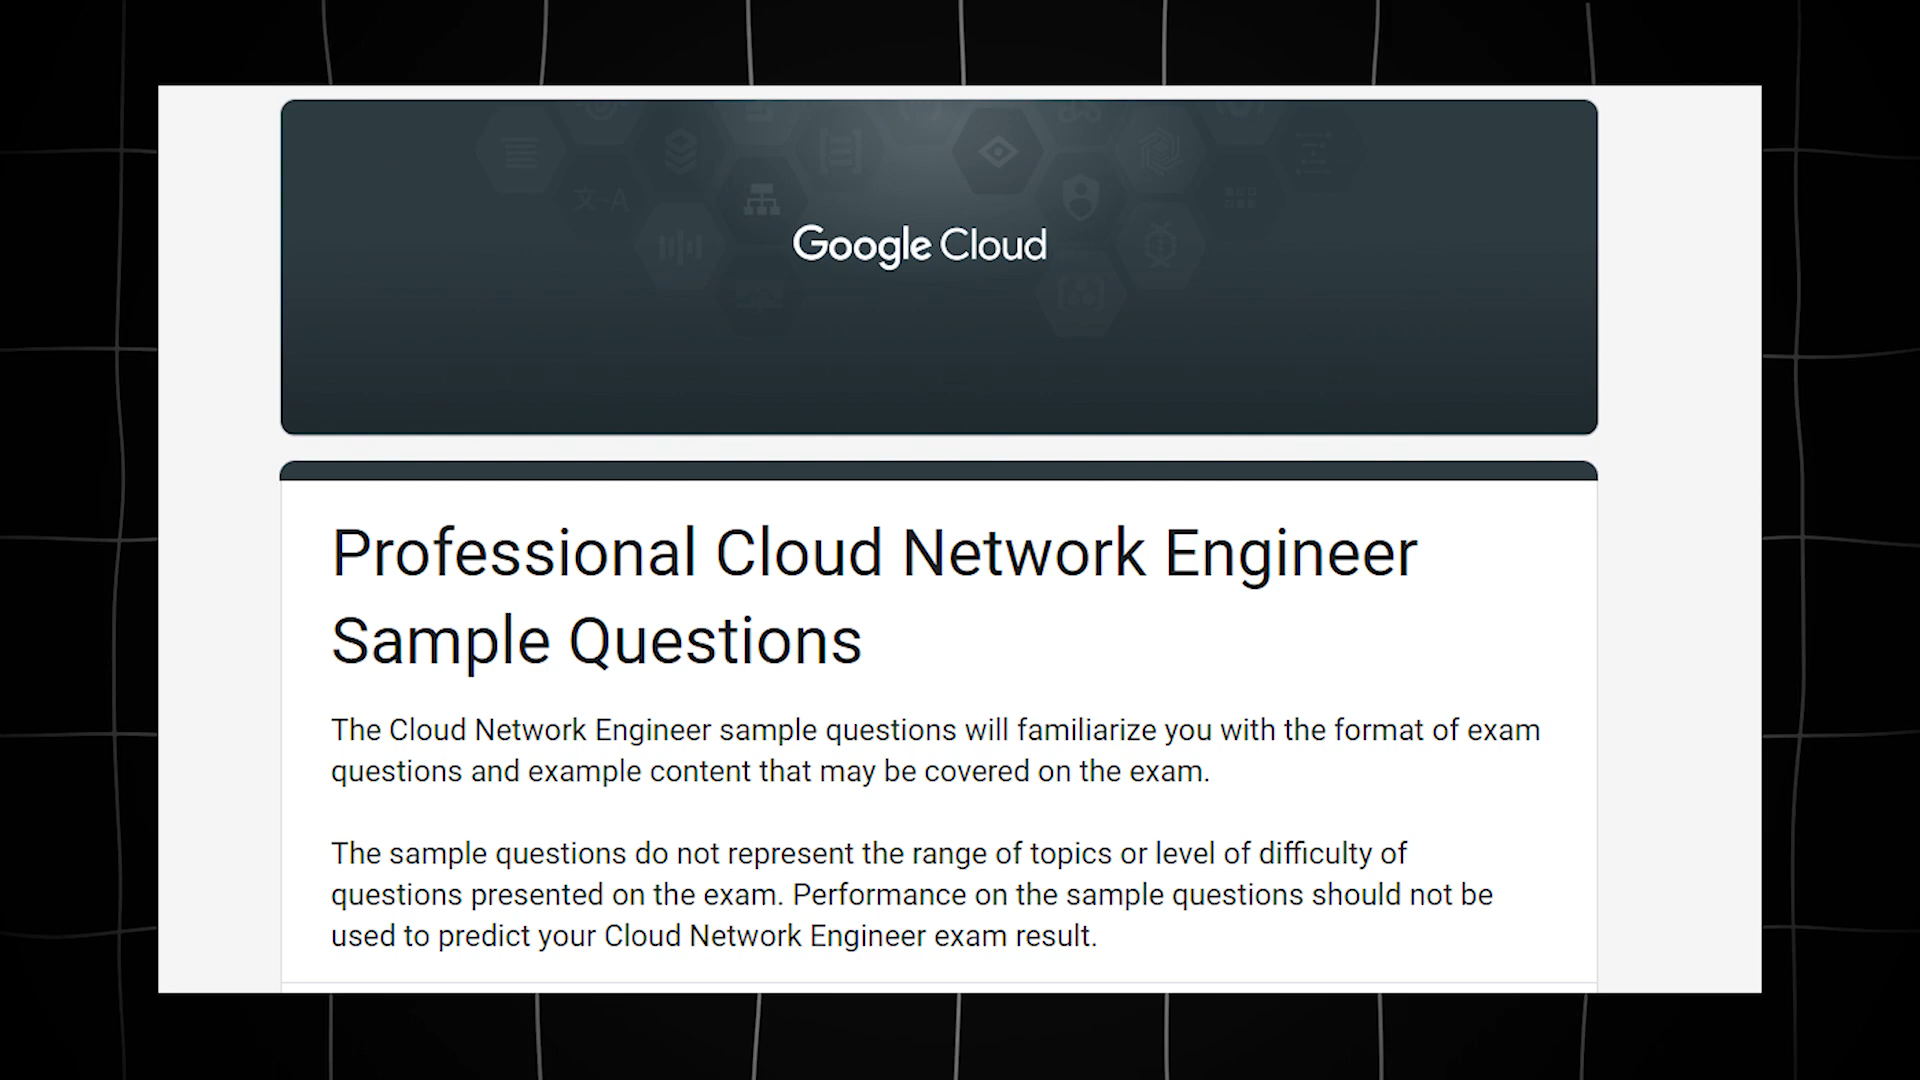 Google Cloud
Professional Cloud Network Engineer
Sample Questions
The Cloud Network Engineer sample questions will familiarize you with the format of exam
questions and example content that may be covered on the exam.
The sample questions do not represent the range of topics or level of difficulty of
questions presented on the exam. Performance on the sample questions should not be
used to predict your Cloud Network Engineer exam result.